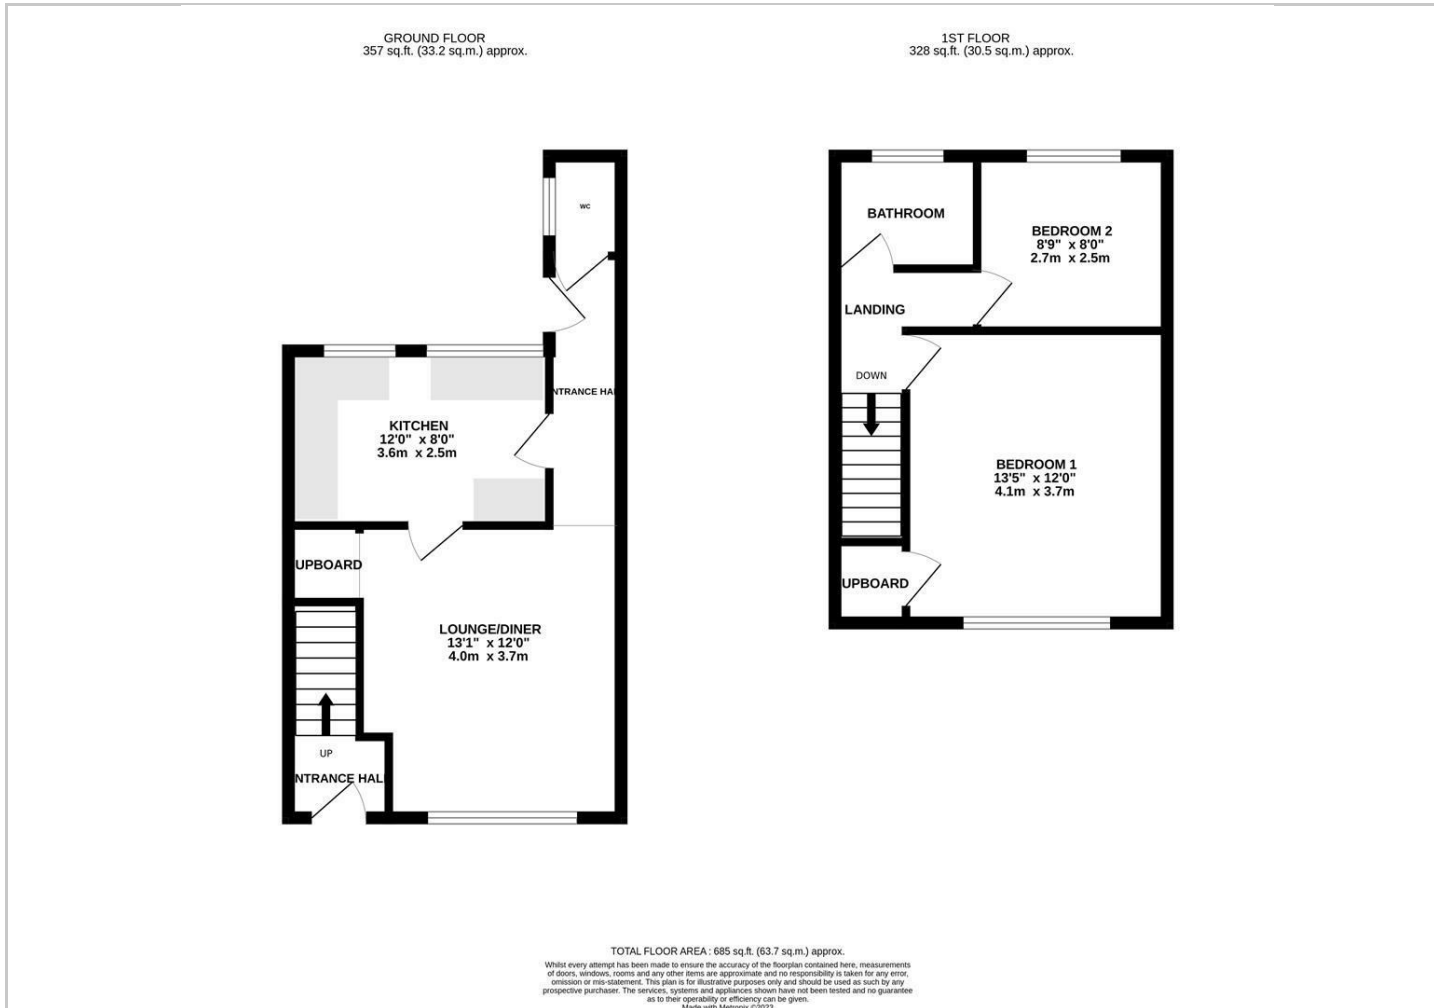 GROUND FLOOR
357 sq.ft. (33.2 sq.m.) approx.
1ST FLOOR
328 sq.ft. (30.5 sq.m.) approx.
WC
NTRANCE HAL
KITCHEN
12'0" x 8'0"
3.6m x 2.5m
UPBOARD
LOUNGE/DINER
13'1" x 12'0"
4.0m x 3.7m
UP
NTRANCE HALL
BATHROOM
BEDROOM 2
8'9" x 8'0"
2.7m x 2.5m
LANDING
DOWN
BEDROOM 1
13'5" x 12'0"
4.1m x 3.7m
UPBOARD
TOTAL FLOOR AREA : 685 sq.ft. (63.7 sq.m.) approx.
Whilst every attempt has been made to ensure the accuracy of the floorplan contained here, measurements
of doors, windows, rooms and any other items are approximate and no responsibility is taken for any error,
omission or mis-statement. This plan is for illustrative purposes only and should be used as such by any
prospective purchaser. The services, systems and appliances shown have not been tested and no guarantee
as to their operability or efficiency can be given.
Made with Metropix ©2023